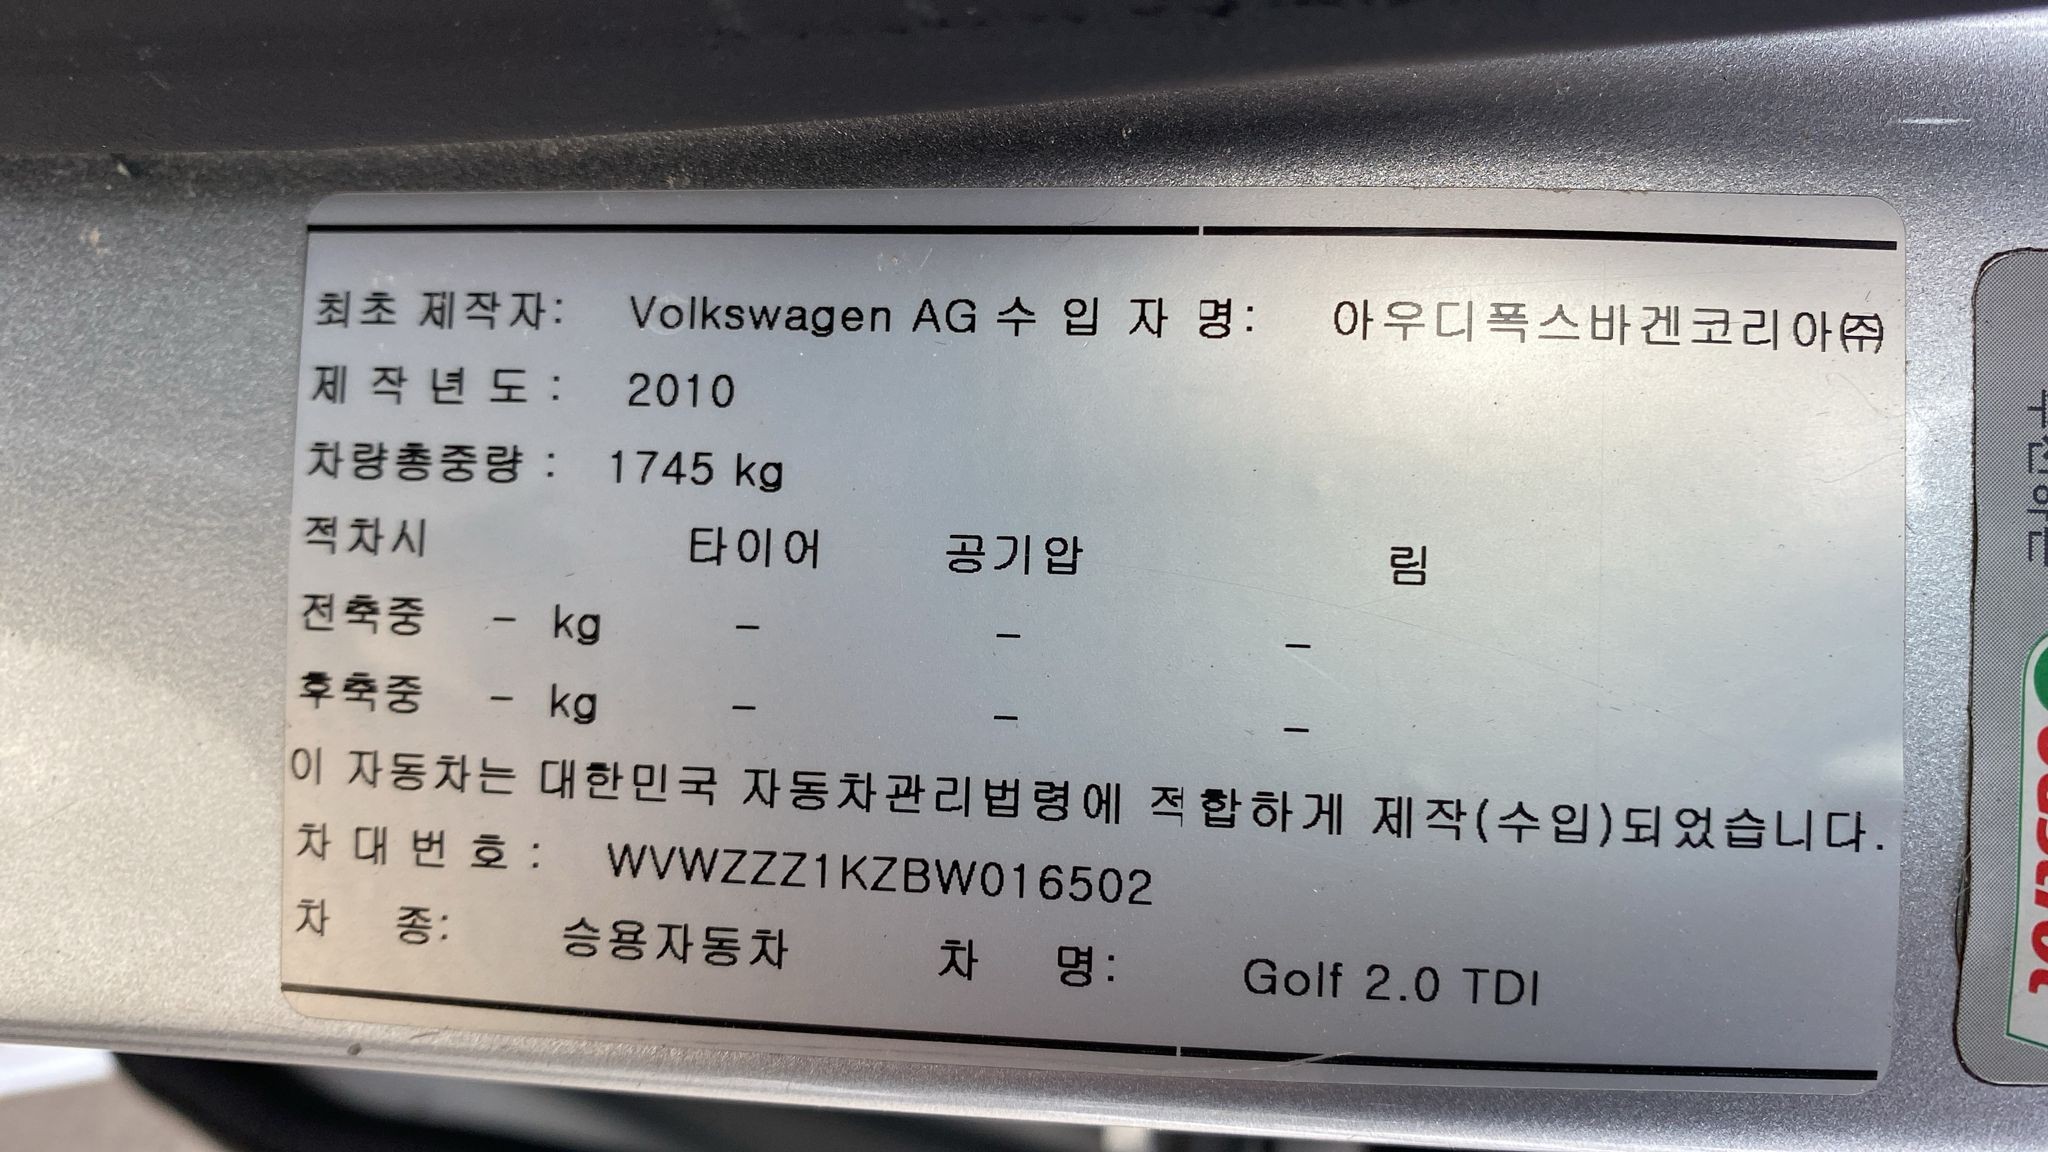 최초 제작자: Volkswagen AG 수 입 자 명: 아우디폭스바겐코리아㈜
제 작 년 도 : 2010
차량총중량 : 1745 kg
적차시 타이어 공기압 림
전축중 - kg - - -
후축중 - kg - - -
이 자동차는 대한민국 자동차관리법령에 적합하게 제작(수입)되었습니다.
차 대 번 호 : WVWZZZ1KZBW016502
차 종: 승용자동차 차 명: Golf 2.0 TDI